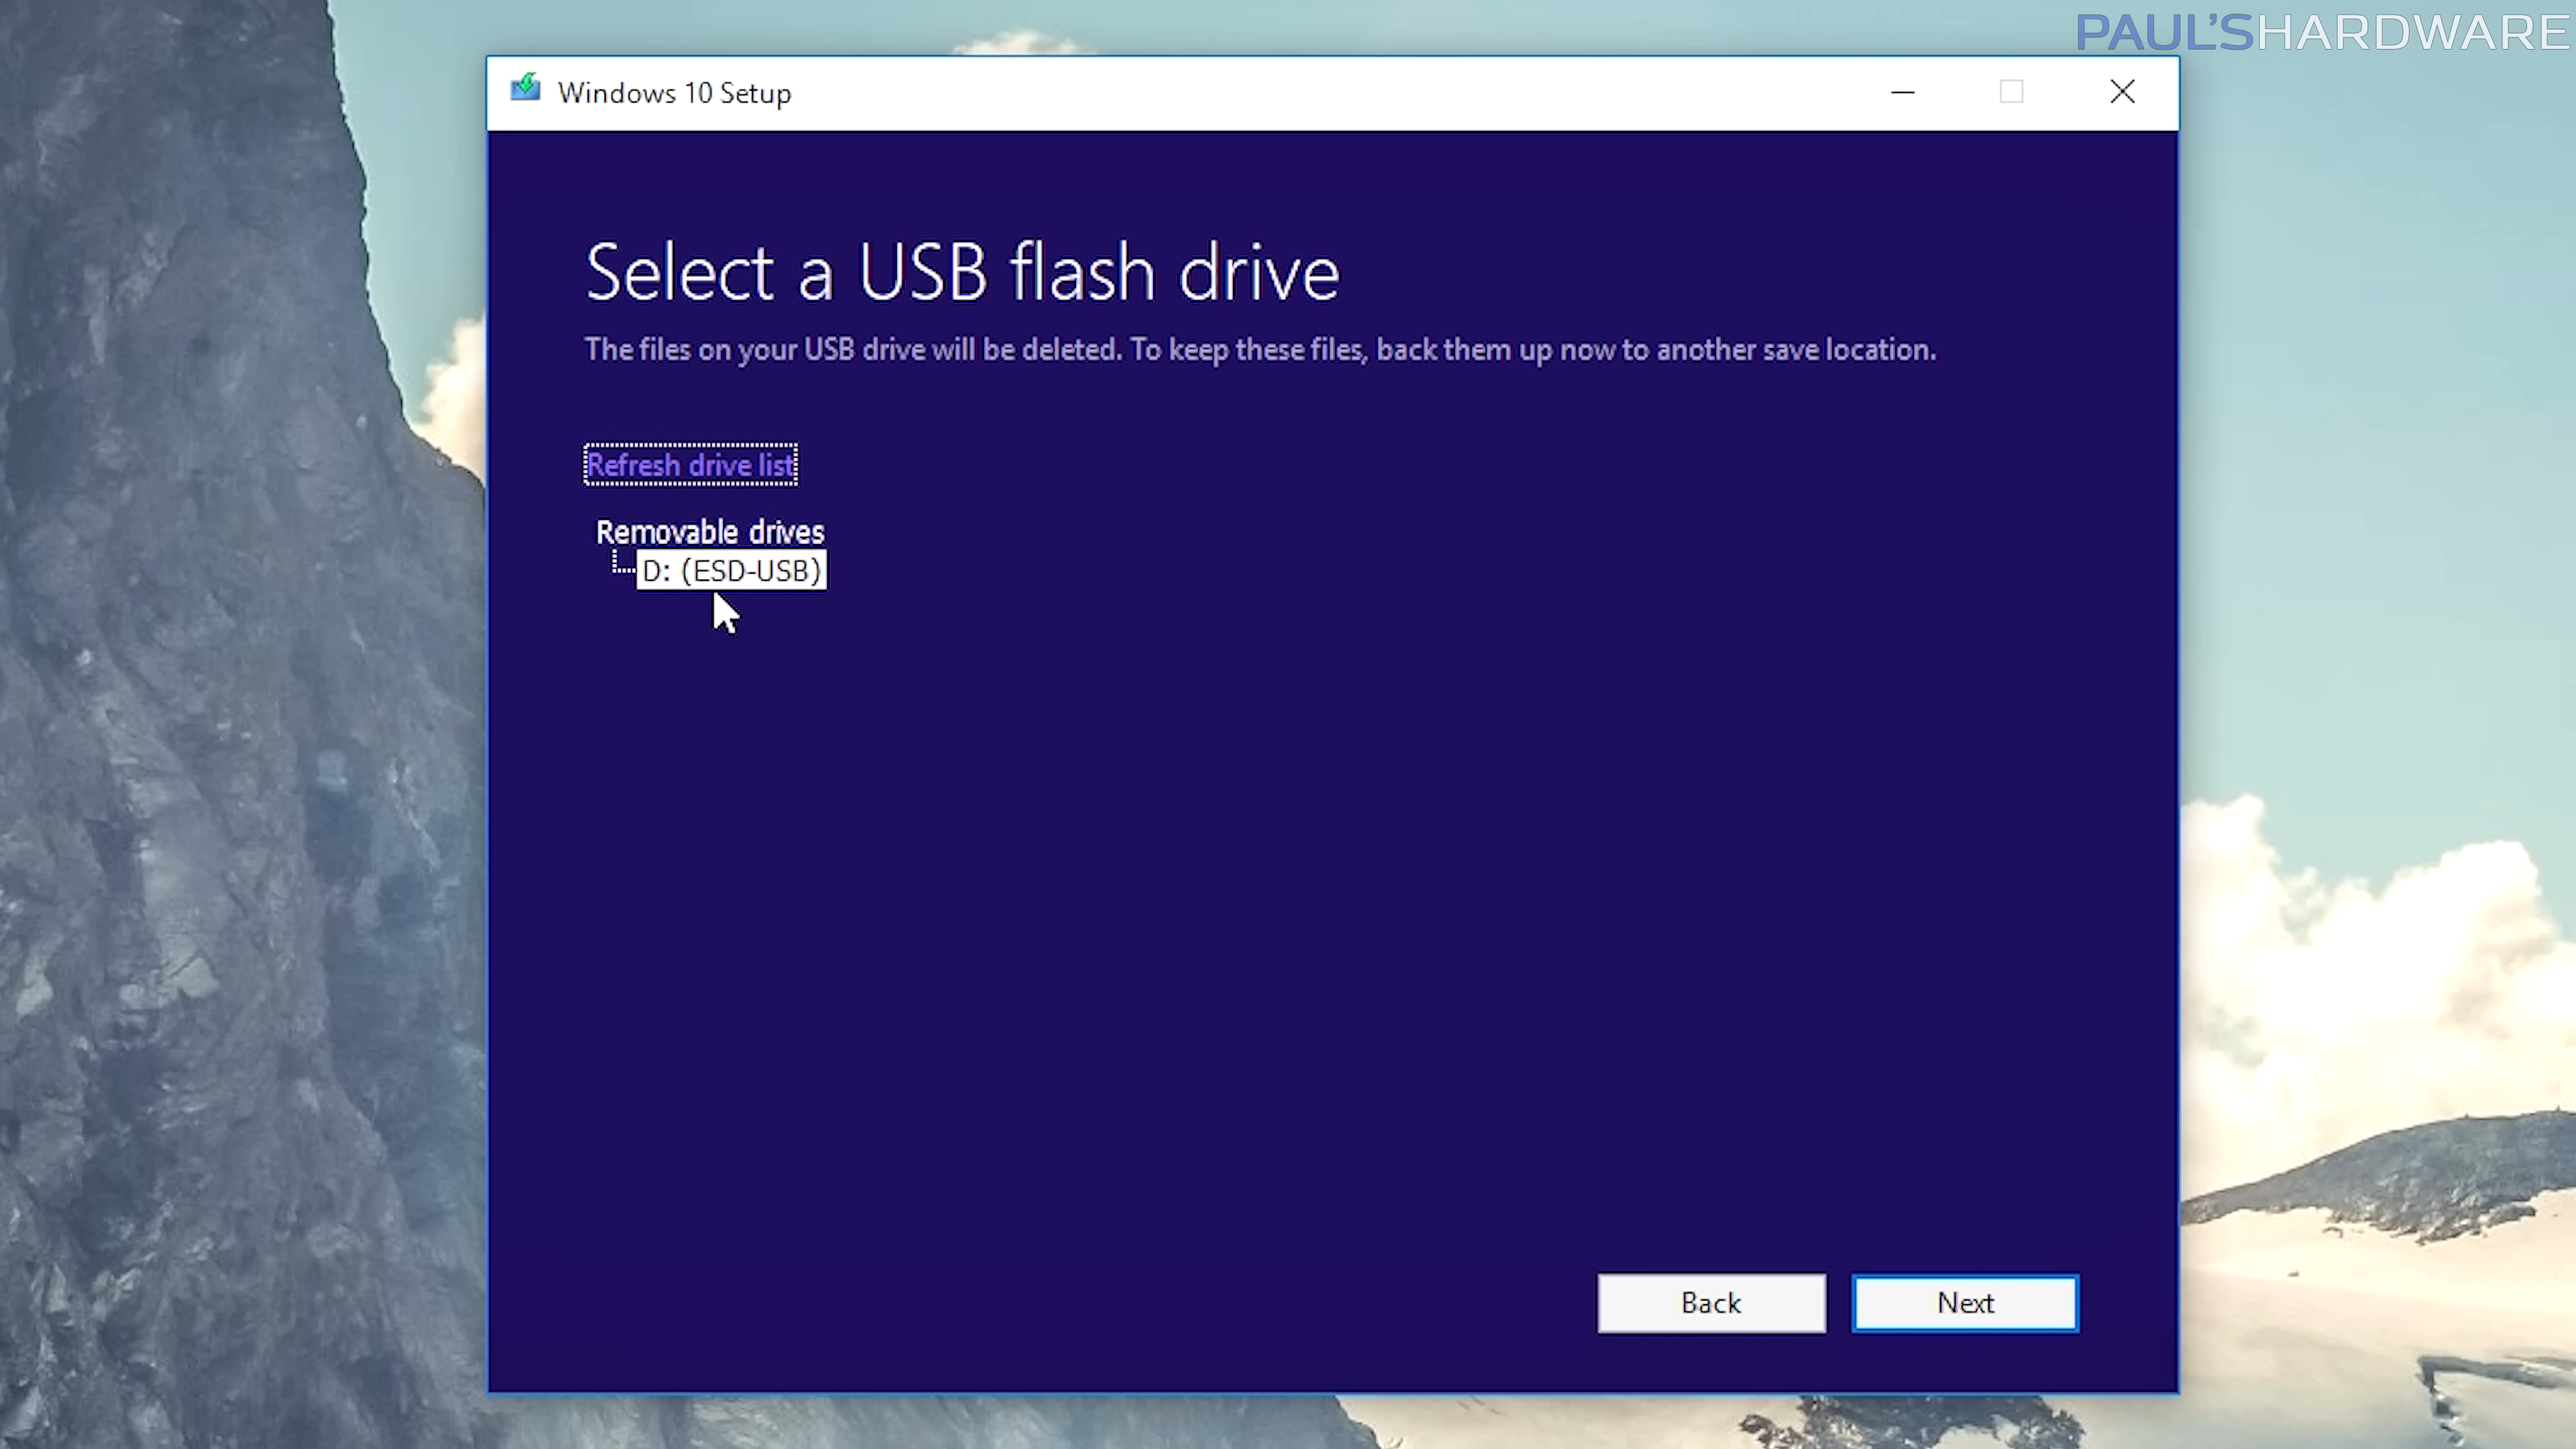 PAUL'SHARDWARE
Windows 10 Setup
Select a USB flash drive
The files on your USB drive will be deleted. To keep these files, back them up now to another save location.
Refresh drive list
Removable drives
D: (ESD-USB)
Back
Next